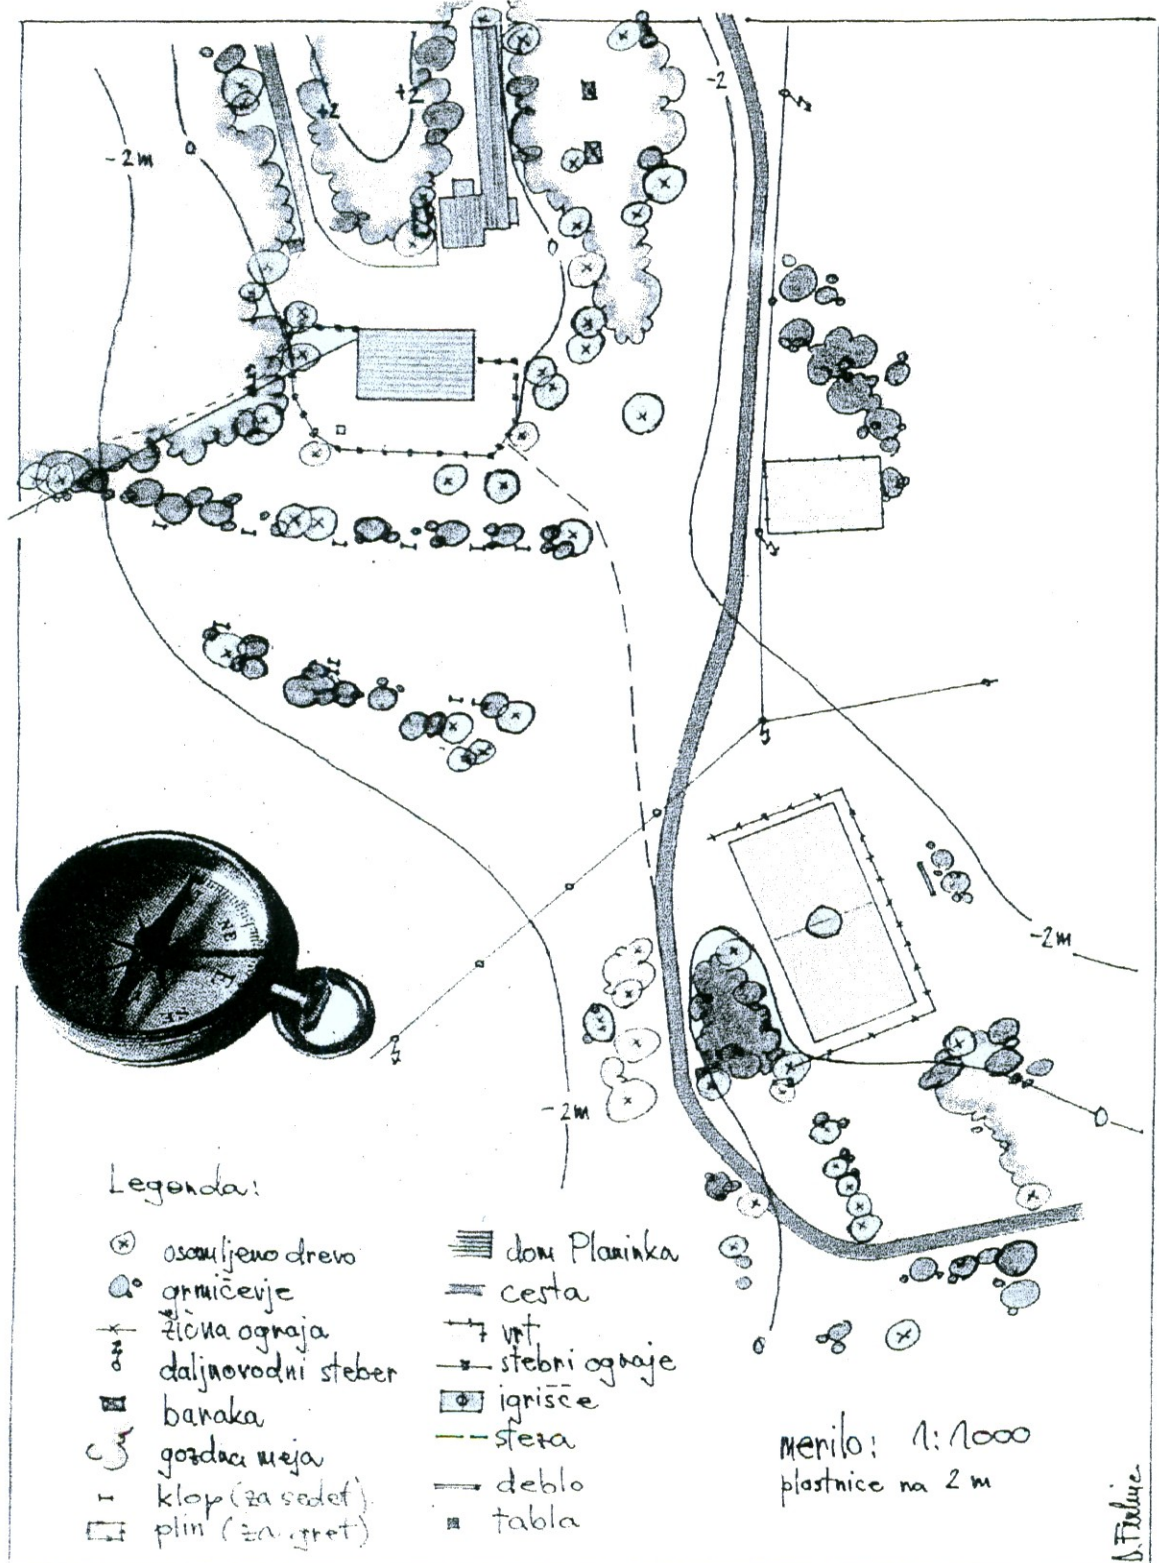 -2m
0
+2
+2
-2
0
-2m
NE
E
-2m
0
0
Legenda:
osamljeno drevo
grmičevje
žična ograja
daljnovodni steber
baraka
gozdna meja
klop (za sedet)
plin (za gret)
dom Planinka
cesta
vrt
stebri ograje
igrišče
steza
deblo
tabla
merilo: 1:1000
plastnice na 2 m